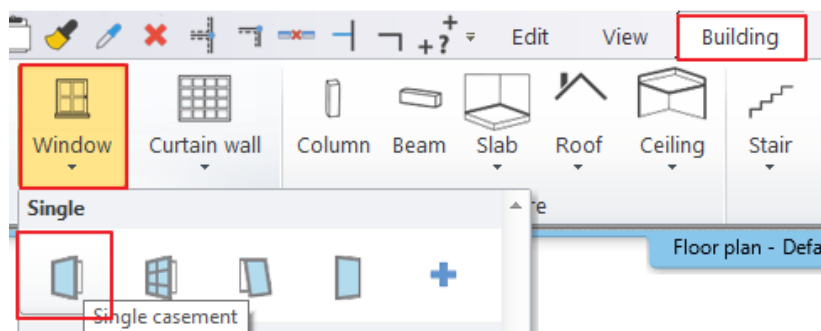 Edit View Building
Window Curtain wall Column Beam Slab Roof Ceiling Stair
Single
Floor plan - Defa
Single casement